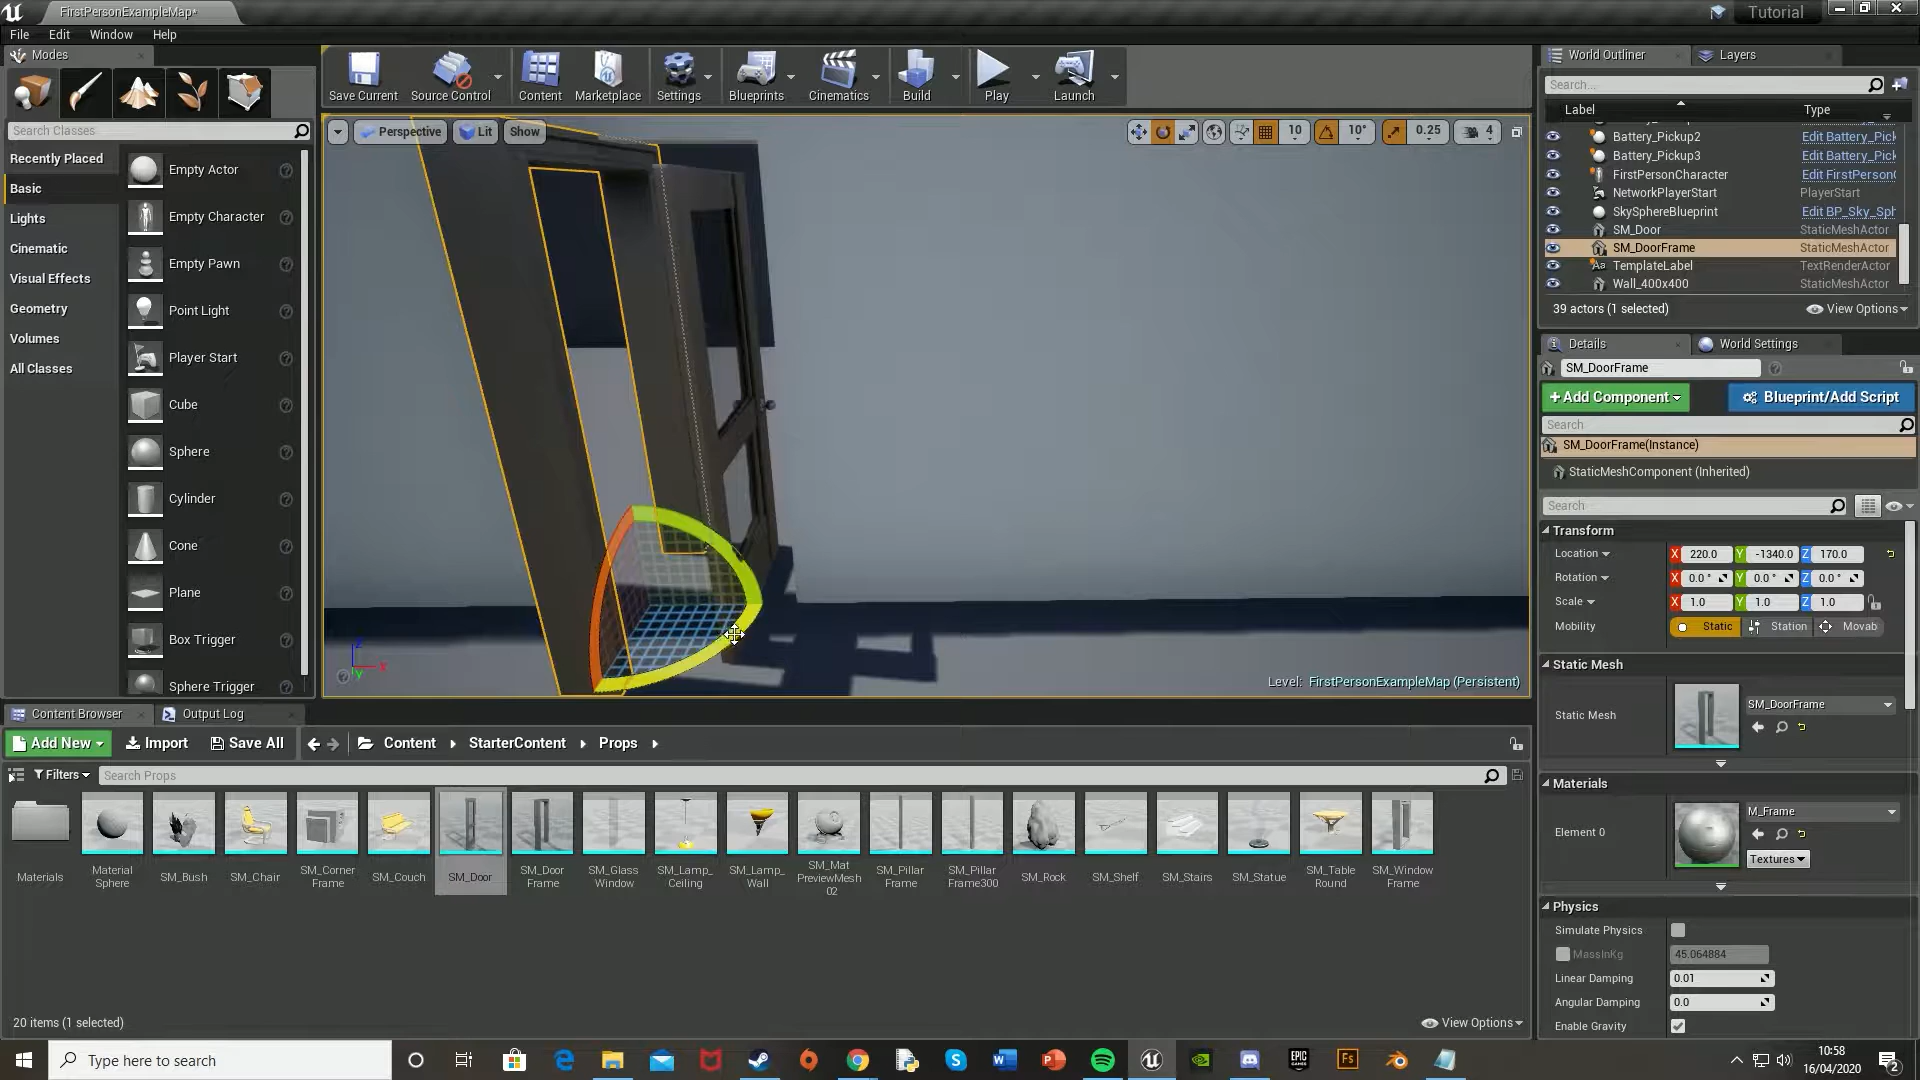 FirstPersonExampleMap*
Tutorial
File Edit Window Help
Modes
Search Classes
Recently Placed
Basic
Lights
Cinematic
Visual Effects
Geometry
Volumes
All Classes
Empty Actor
Empty Character
Empty Pawn
Point Light
Player Start
Cube
Sphere
Cylinder
Cone
Plane
Box Trigger
Sphere Trigger
Save Current
Source Control
Content
Marketplace
Settings
Blueprints
Cinematics
Build
Play
Launch
Perspective Lit Show
10 10° 0.25 4
Level: FirstPersonExampleMap (Persistent)
World Outliner Layers
Search...
Label Type
Battery_Pickup2 Edit Battery_Pick
Battery_Pickup3 Edit Battery_Pick
FirstPersonCharacter Edit FirstPersonC
NetworkPlayerStart PlayerStart
SkySphereBlueprint Edit BP_Sky_Sph
SM_Door StaticMeshActor
SM_DoorFrame StaticMeshActor
TemplateLabel TextRenderActor
Wall_400x400 StaticMeshActor
39 actors (1 selected) View Options
Details World Settings
SM_DoorFrame
+Add Component Blueprint/Add Script
Search
SM_DoorFrame(Instance)
StaticMeshComponent (Inherited)
Search
Transform
Location X 220.0 Y -1340.0 Z 170.0
Rotation X 0.0 ° Y 0.0 ° Z 0.0 °
Scale X 1.0 Y 1.0 Z 1.0
Mobility Static Station Movab
Static Mesh
Static Mesh SM_DoorFrame
Materials
Element 0 M_Frame
Textures
Physics
Simulate Physics
MassInKg 45.064884
Linear Damping 0.01
Angular Damping 0.0
Enable Gravity
Content Browser Output Log
Add New Import Save All Content StarterContent Props
Filters Search Props
Materials
Material
Sphere
SM_Bush
SM_Chair
SM_Corner
Frame
SM_Couch
SM_Door
SM_Door
Frame
SM_Glass
Window
SM_Lamp_
Ceiling
SM_Lamp_
Wall
SM_Mat
PreviewMesh
02
SM_Pillar
Frame
SM_Pillar
Frame300
SM_Rock
SM_Shelf
SM_Stairs
SM_Statue
SM_Table
Round
SM_Window
Frame
20 items (1 selected) View Options
Type here to search
10:58
16/04/2020
2